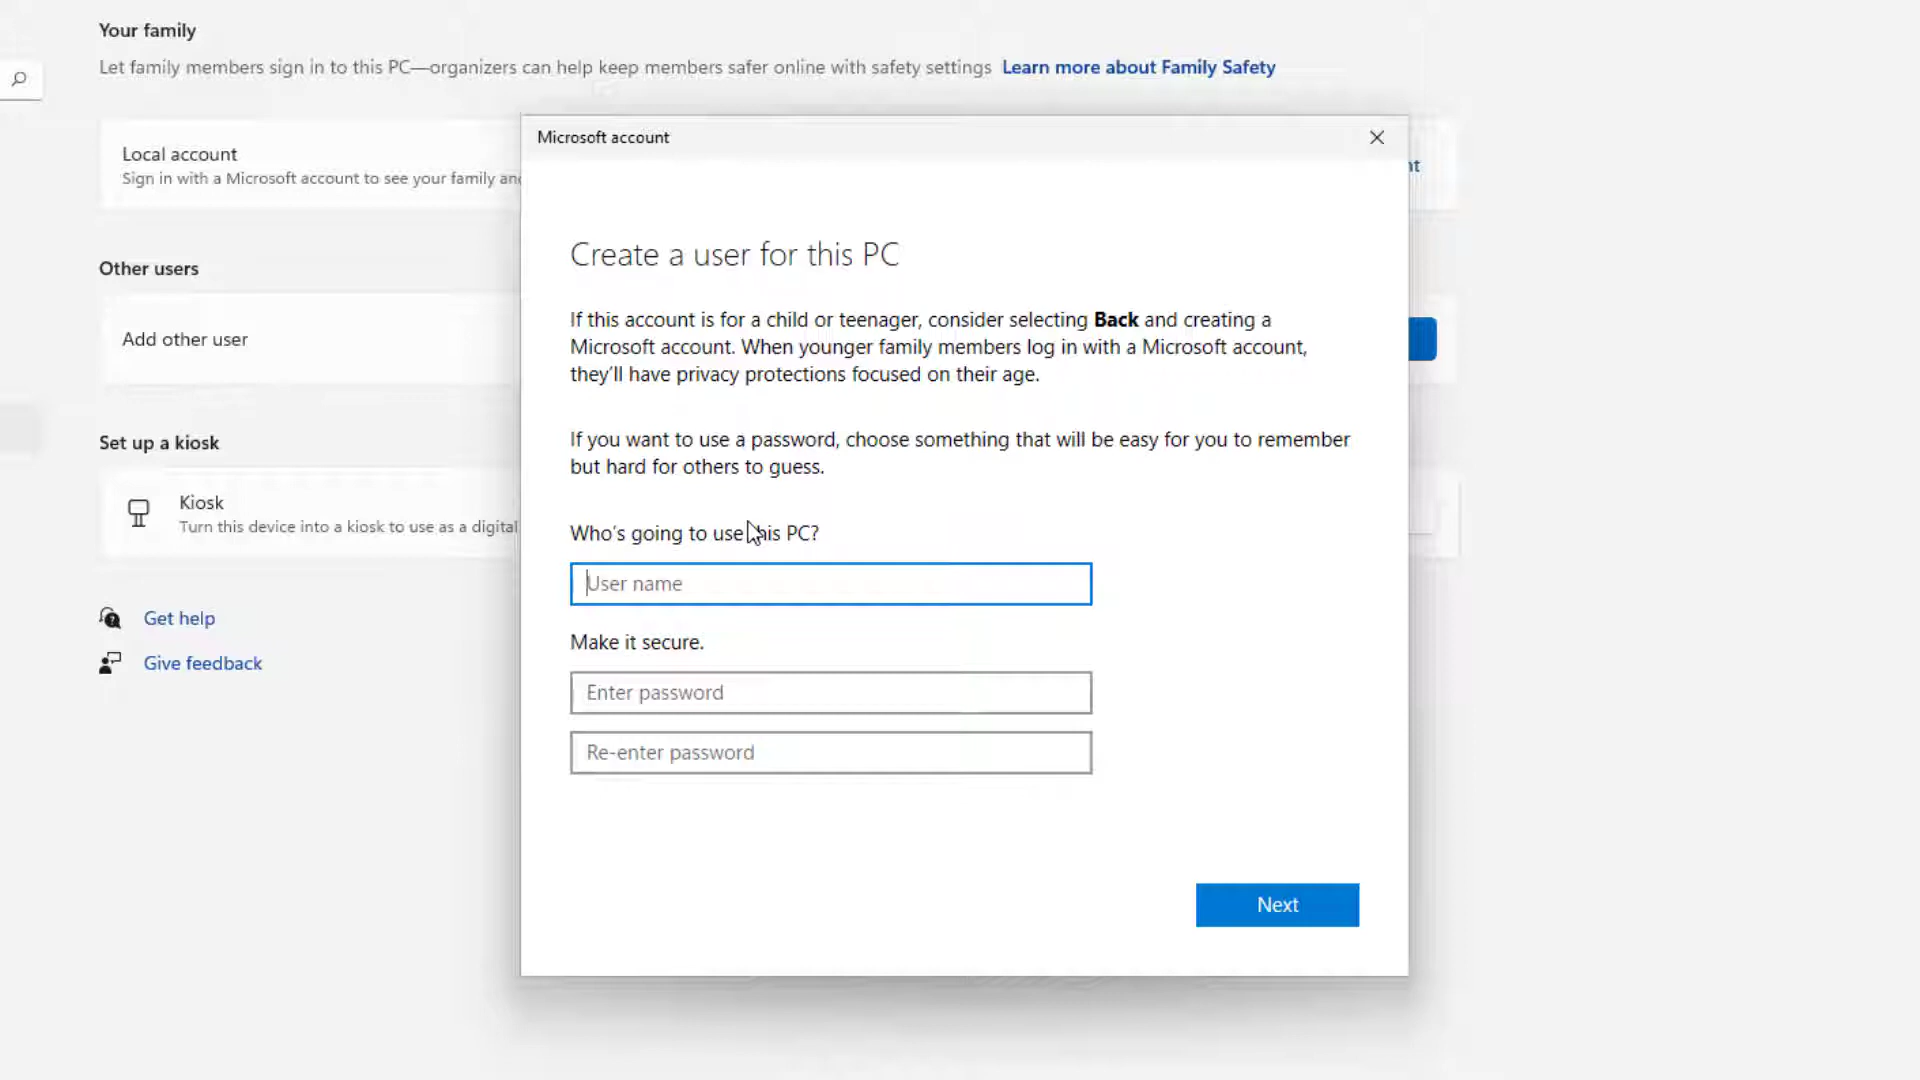 Your family
Let family members sign in to this PC—organizers can help keep members safer online with safety settings Learn more about Family Safety
Microsoft account
Local account
Sign in with a Microsoft account to see your family
Create a user for this PC
Other users
If this account is for a child or teenager, consider selecting Back and creating a
Microsoft account. When younger family members log in with a Microsoft account,
they'll have privacy protections focused on their age.
Add other user
If you want to use a password, choose something that will be easy for you to remember
but hard for others to guess.
Set up a kiosk
Kiosk
Turn this device into a kiosk to use as a digital
Who's going to use this PC?
User name
Get help
Make it secure.
Give feedback
Enter password
Re-enter password
Next